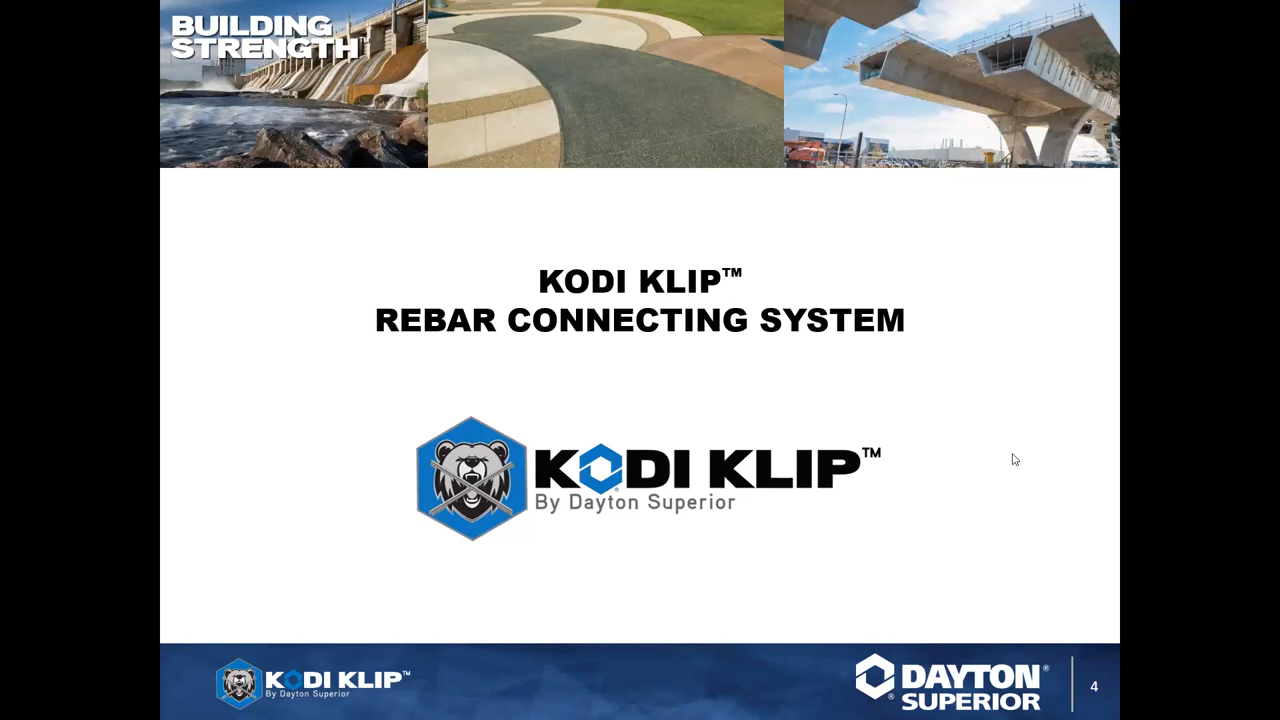 BUILDING
STRENGTH™
KODI KLIP™
REBAR CONNECTING SYSTEM
KODI KLIP™
By Dayton Superior
KODI KLIP™
By Dayton Superior
DAYTON®
SUPERIOR
®
4